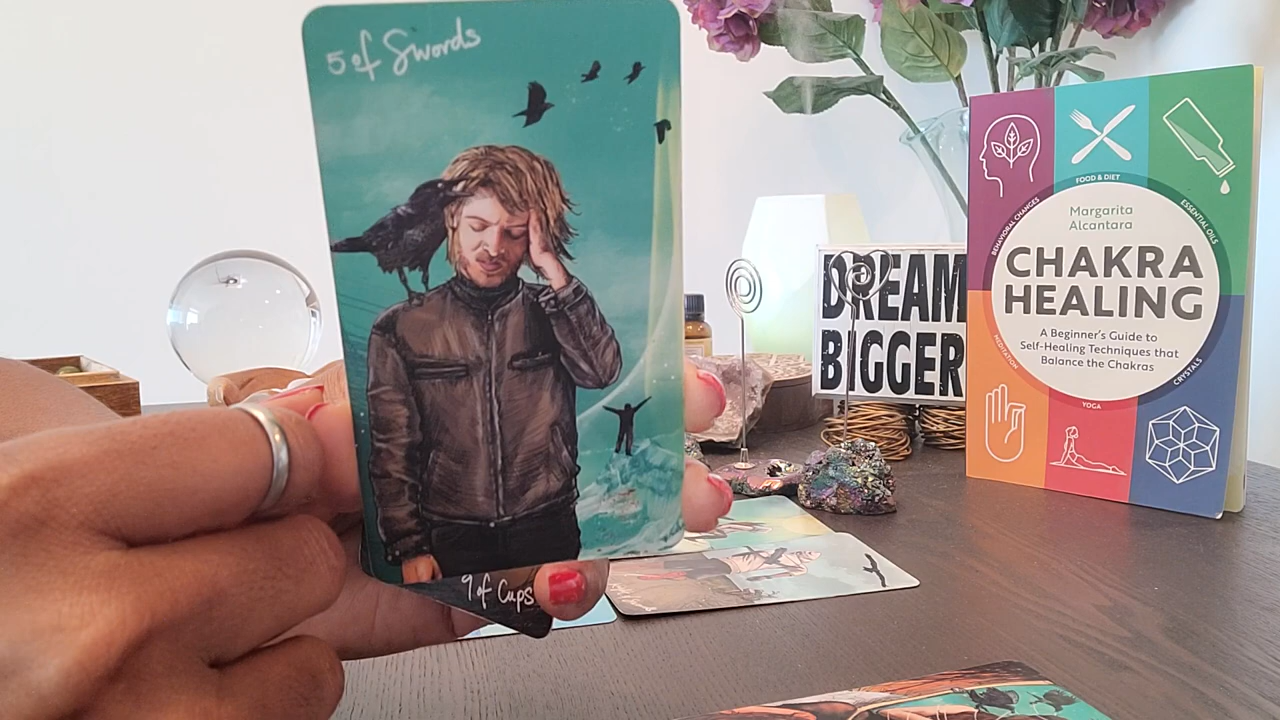 5 of Swords
9 of Cups
DREAM
BIGGER
BEHAVIORAL CHANGES
FOOD & DIET
ESSENTIAL OILS
Margarita
Alcantara
CHAKRA
HEALING
A Beginner's Guide to
Self-Healing Techniques that
Balance the Chakras
MEDITATION
YOGA
CRYSTALS